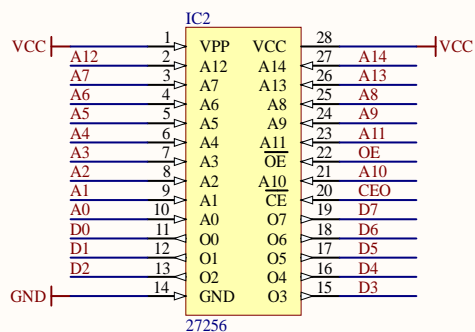 IC2
VCC 1 VPP VCC 28 VCC
A12 2 A12 A14 27 A14
A7 3 A7 A13 26 A13
A6 4 A6 A8 25 A8
A5 5 A5 A9 24 A9
A4 6 A4 A11 23 A11
A3 7 A3 OE 22 OE
A2 8 A2 A10 21 A10
A1 9 A1 CE 20 CEO
A0 10 A0 O7 19 D7
D0 11 O0 O6 18 D6
D1 12 O1 O5 17 D5
D2 13 O2 O4 16 D4
GND 14 GND O3 15 D3
27256